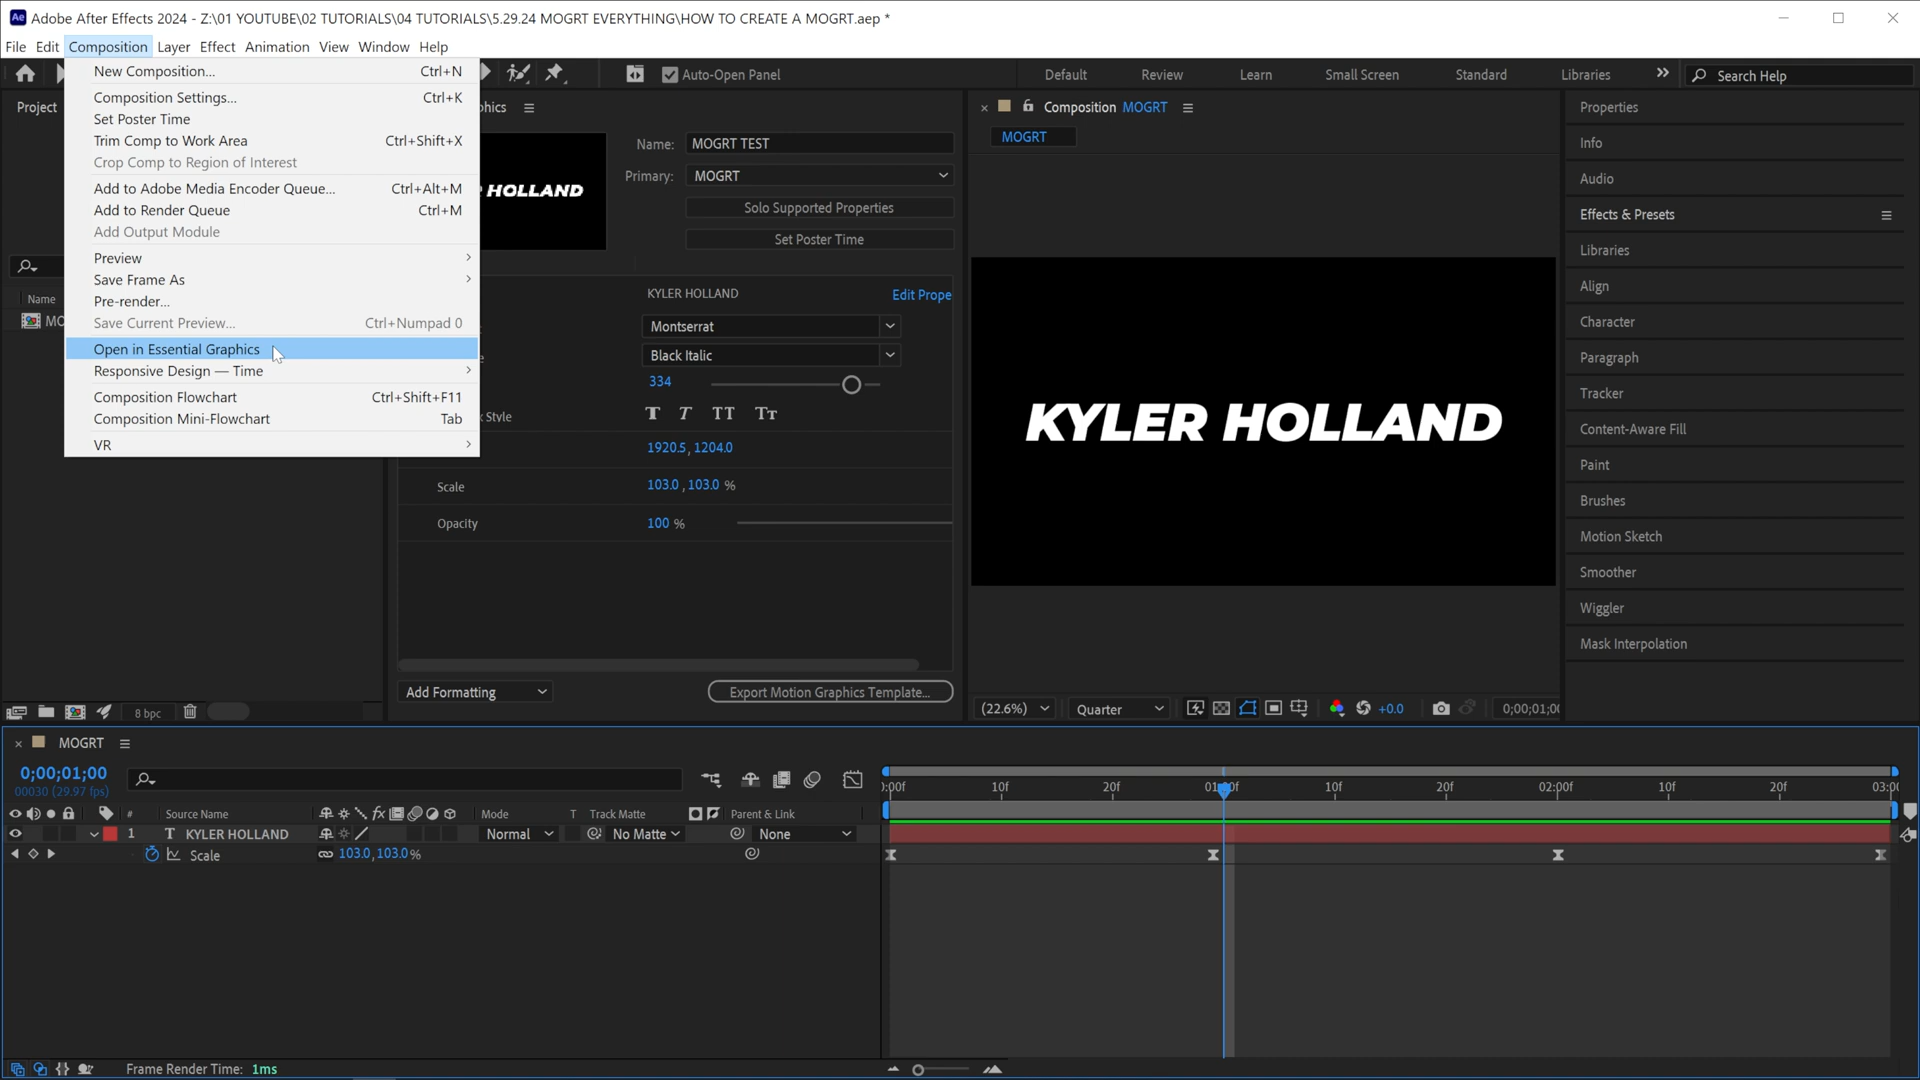 Adobe After Effects 2024 - Z:\01 YOUTUBE\02 TUTORIALS\04 TUTORIALS\5.29.24 MOGRT EVERYTHING\HOW TO CREATE A MOGRT.aep *
File Edit Composition Layer Effect Animation View Window Help
Auto-Open Panel
Default Review Learn Small Screen Standard Libraries
Search Help
New Composition... Ctrl+N
Composition Settings... Ctrl+K
Set Poster Time
Trim Comp to Work Area Ctrl+Shift+X
Crop Comp to Region of Interest
Add to Adobe Media Encoder Queue... Ctrl+Alt+M
Add to Render Queue Ctrl+M
Add Output Module
Preview
Save Frame As
Pre-render...
Save Current Preview... Ctrl+Numpad 0
Open in Essential Graphics
Responsive Design — Time
Composition Flowchart Ctrl+Shift+F11
Composition Mini-Flowchart Tab
VR
Project
Name
MO
8 bpc
hics
HOLLAND
Name: MOGRT TEST
Primary: MOGRT
Solo Supported Properties
Set Poster Time
KYLER HOLLAND
Edit Prope
Montserrat
Black Italic
334
Style
T T TT Tt
1920.5, 1204.0
Scale 103.0, 103.0 %
Opacity 100 %
Add Formatting
Export Motion Graphics Template...
Composition MOGRT
MOGRT
KYLER HOLLAND
(22.6%) Quarter +0.0 0;00;01;00
Properties
Info
Audio
Effects & Presets
Libraries
Align
Character
Paragraph
Tracker
Content-Aware Fill
Paint
Brushes
Motion Sketch
Smoother
Wiggler
Mask Interpolation
MOGRT
0;00;01;00
00030 (29.97 fps)
:00f 10f 20f 01:00f 10f 20f 02:00f 10f 20f 03:0
# Source Name fx Mode T Track Matte Parent & Link
1 T KYLER HOLLAND Normal No Matte None
Scale 103.0, 103.0 %
Frame Render Time: 1ms